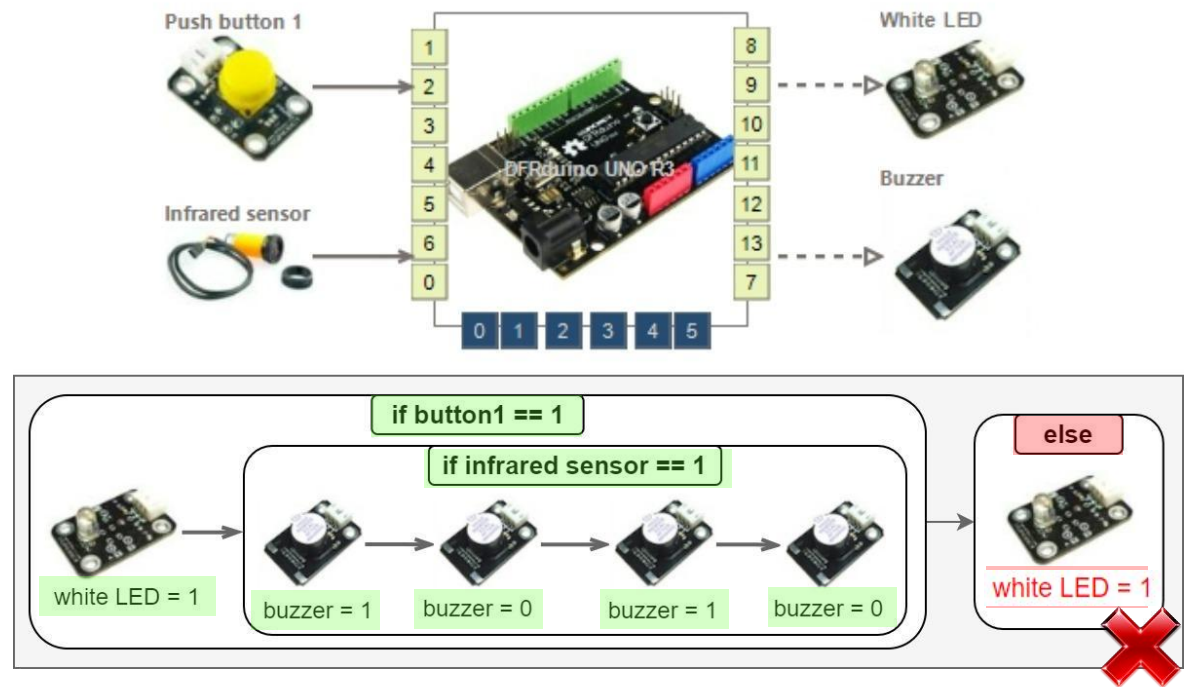 Push button 1
White LED
1
2
3
4
5
6
0
8
9
10
11
12
13
7
DFRduino UNO R3
Infrared sensor
Buzzer
0 1 2 3 4 5
if button1 == 1
else
if infrared sensor == 1
white LED = 1
buzzer = 1
buzzer = 0
buzzer = 1
buzzer = 0
white LED = 1